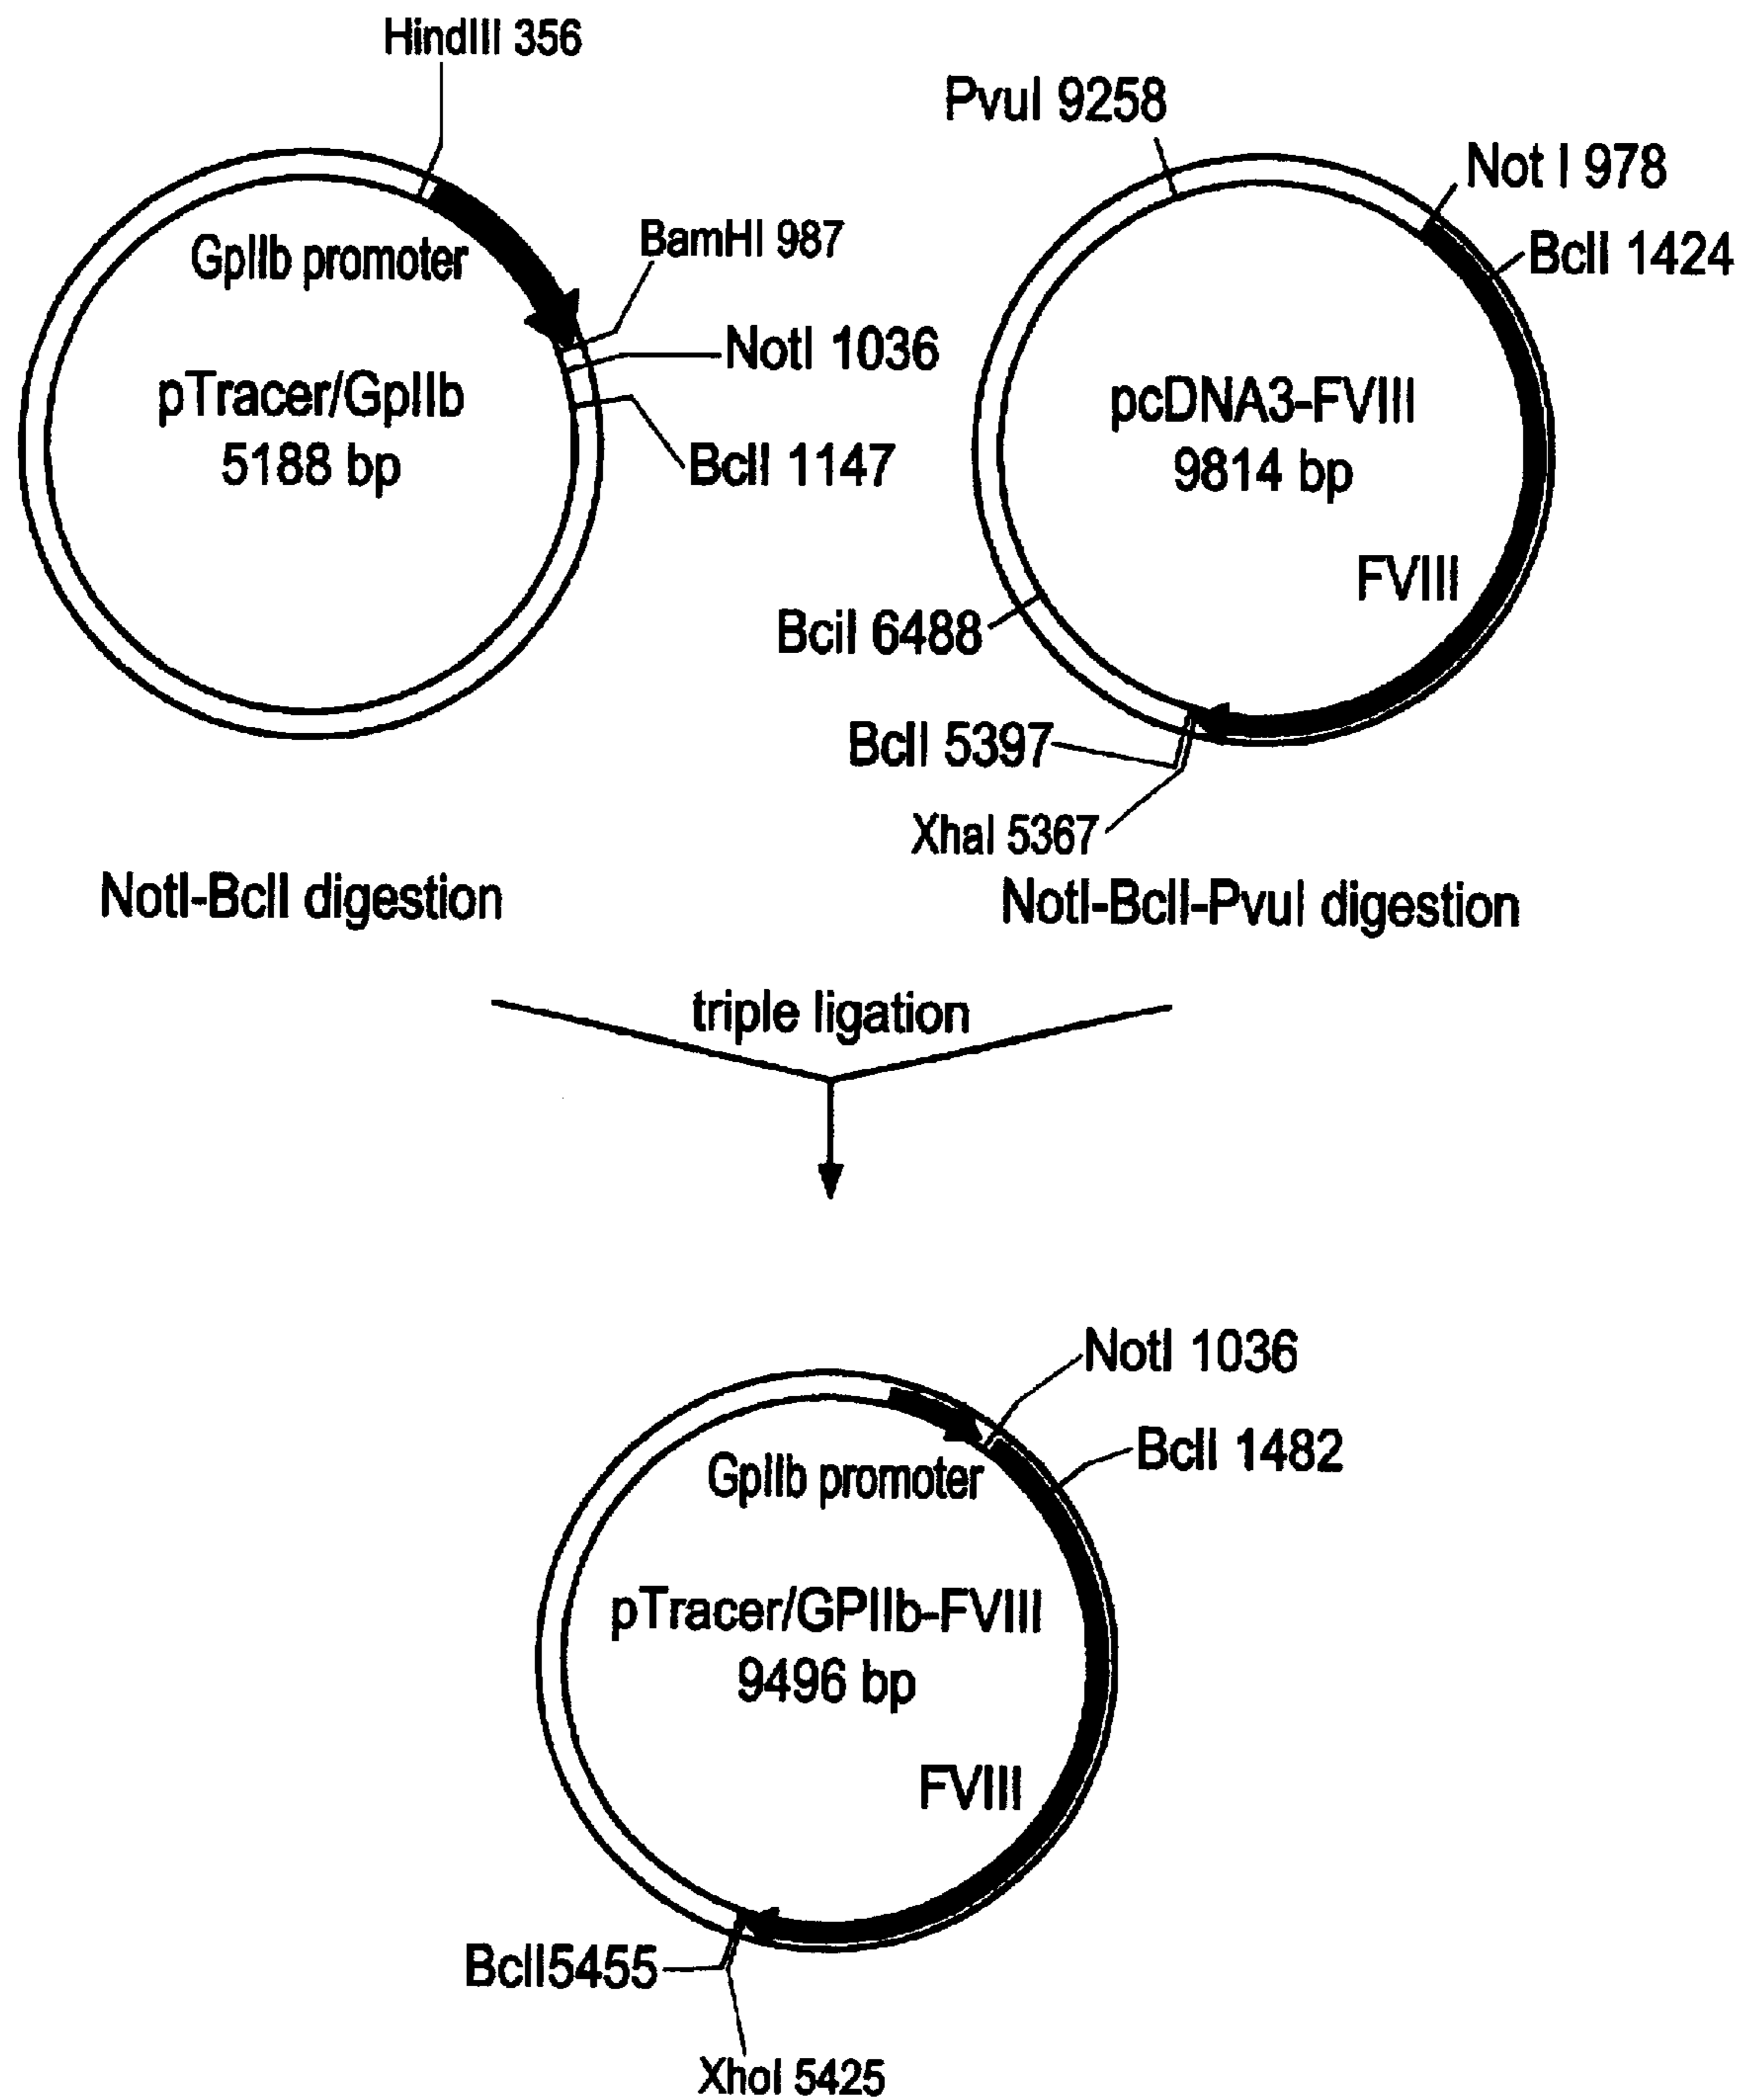 HindIII 356
GpIIb promoter
BamHI 987
NotI 1036
BclI 1147
pTracer/GpIIb
5188 bp
PvuI 9258
Not I 978
BclI 1424
pcDNA3-FVIII
9814 bp
FVIII
BciI 6488
BclI 5397
XhaI 5367
NotI-BclI digestion
NotI-BclI-PvuI digestion
triple ligation
NotI 1036
BclI 1482
GpIIb promoter
pTracer/GPIIb-FVIII
9496 bp
FVIII
BclI5455
XhoI 5425